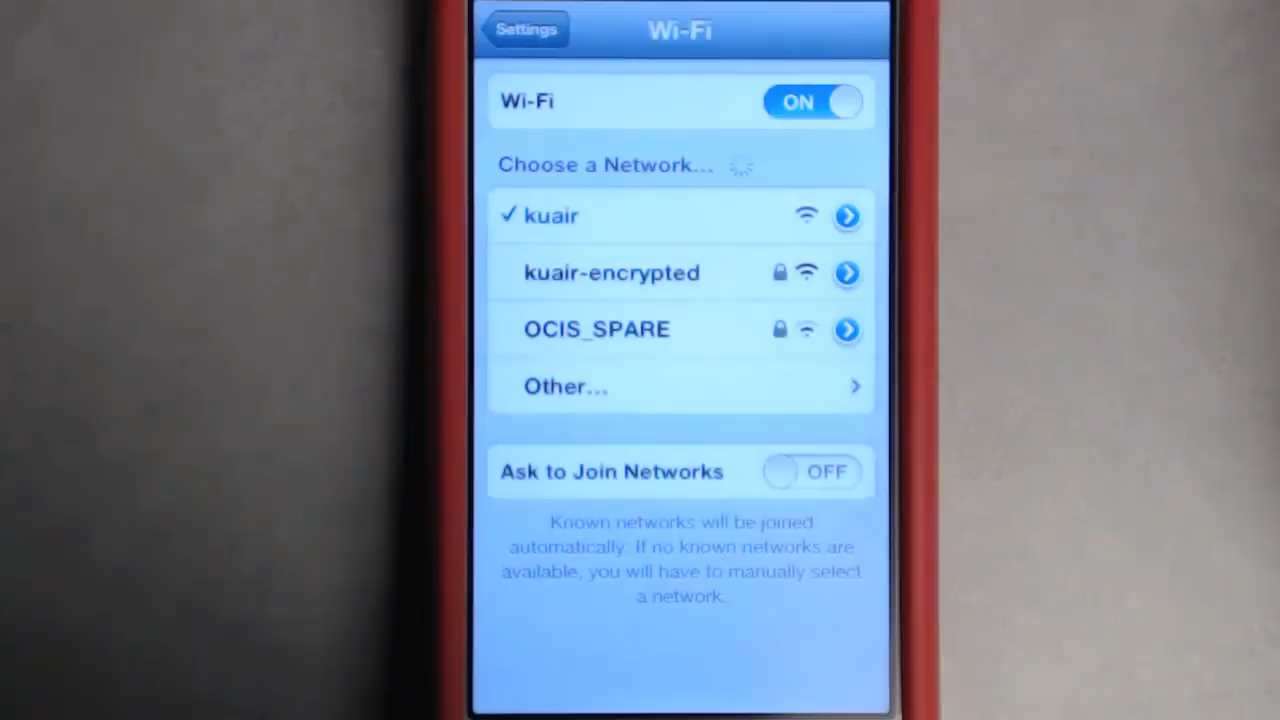 Settings
Wi-Fi
Wi-Fi ON
Choose a Network...
✓ kuair
kuair-encrypted
OCIS_SPARE
Other...
Ask to Join Networks OFF
Known networks will be joined
automatically. If no known networks are
available, you will have to manually select
a network.